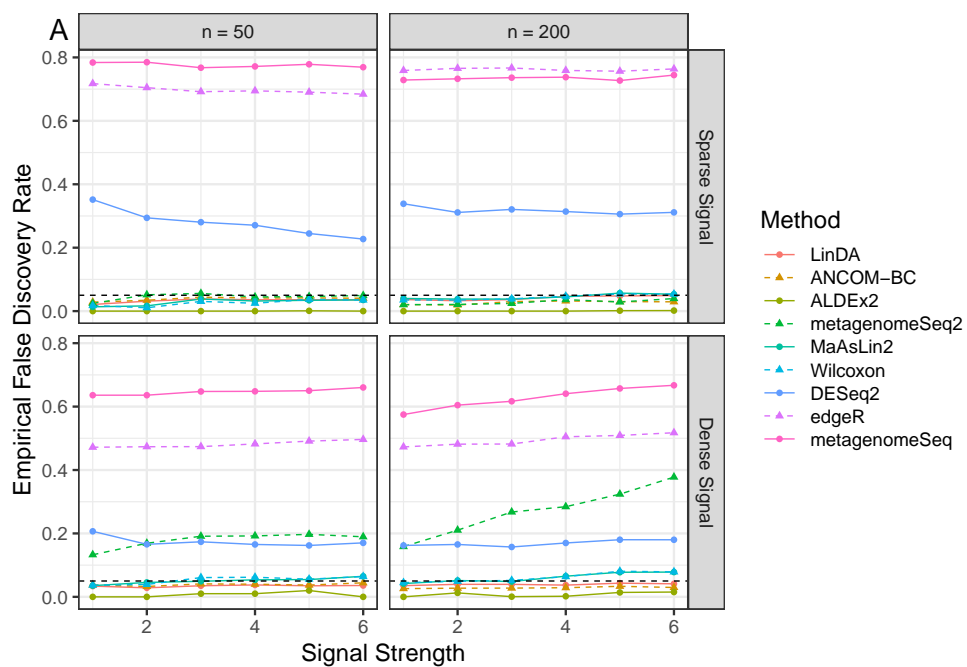 A
n = 50
n = 200
0.8
0.6
0.4
0.2
0.0
Sparse Signal
0.8
0.6
0.4
0.2
0.0
Dense Signal
2
4
6
2
4
6
Signal Strength
Empirical False Discovery Rate
Method
LinDA
ANCOM−BC
ALDEx2
metagenomeSeq2
MaAsLin2
Wilcoxon
DESeq2
edgeR
metagenomeSeq